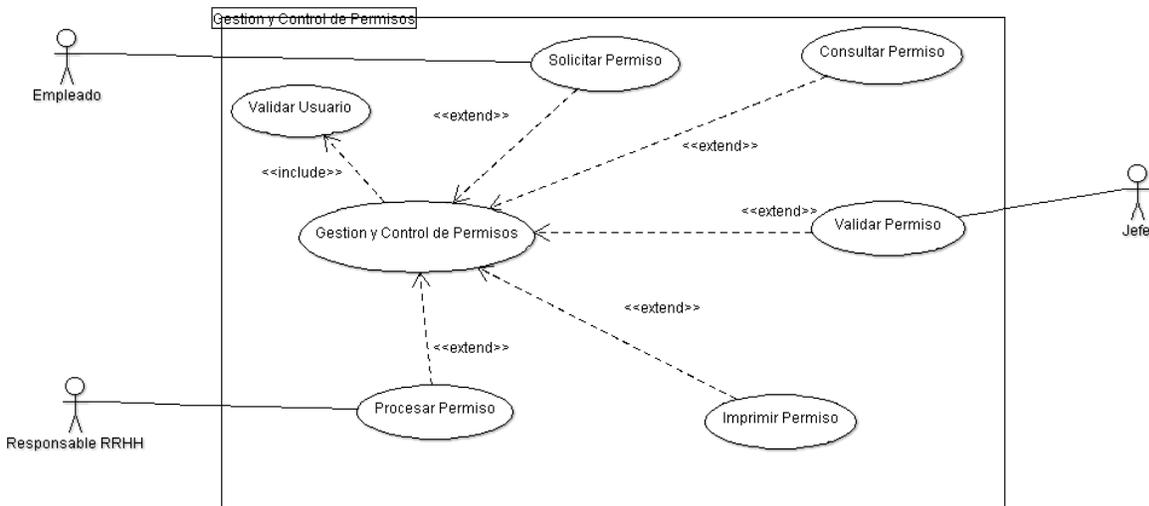 Gestion y Control de Permisos
Empleado
Solicitar Permiso
Consultar Permiso
Validar Usuario
<<extend>>
<<extend>>
<<include>>
<<extend>>
Gestion y Control de Permisos
Validar Permiso
Jefe
<<extend>>
<<extend>>
Procesar Permiso
Imprimir Permiso
Responsable RRHH